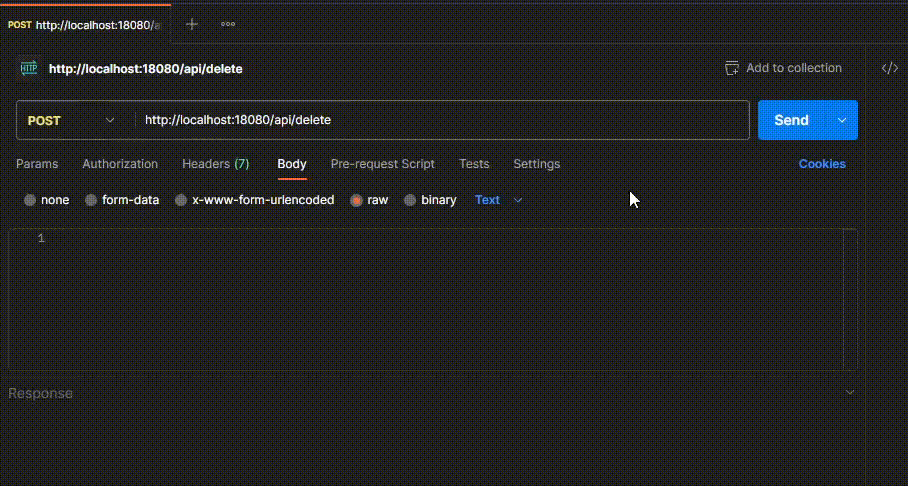 POST http://localhost:18080/a
HTTP http://localhost:18080/api/delete Add to collection </>
POST http://localhost:18080/api/delete Send
Params Authorization Headers (7) Body Pre-request Script Tests Settings Cookies
none form-data x-www-form-urlencoded raw binary Text
1
Response